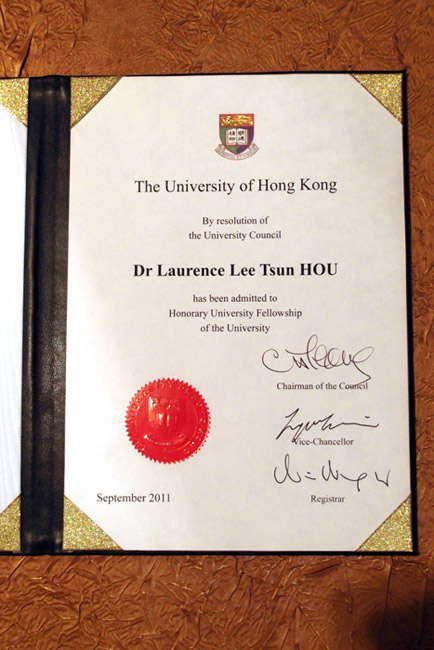 The University of Hong Kong
By resolution of
the University Council
Dr Laurence Lee Tsun HOU
has been admitted to
Honorary University Fellowship
of the University
Chairman of the Council
Vice-Chancellor
September 2011
Registrar